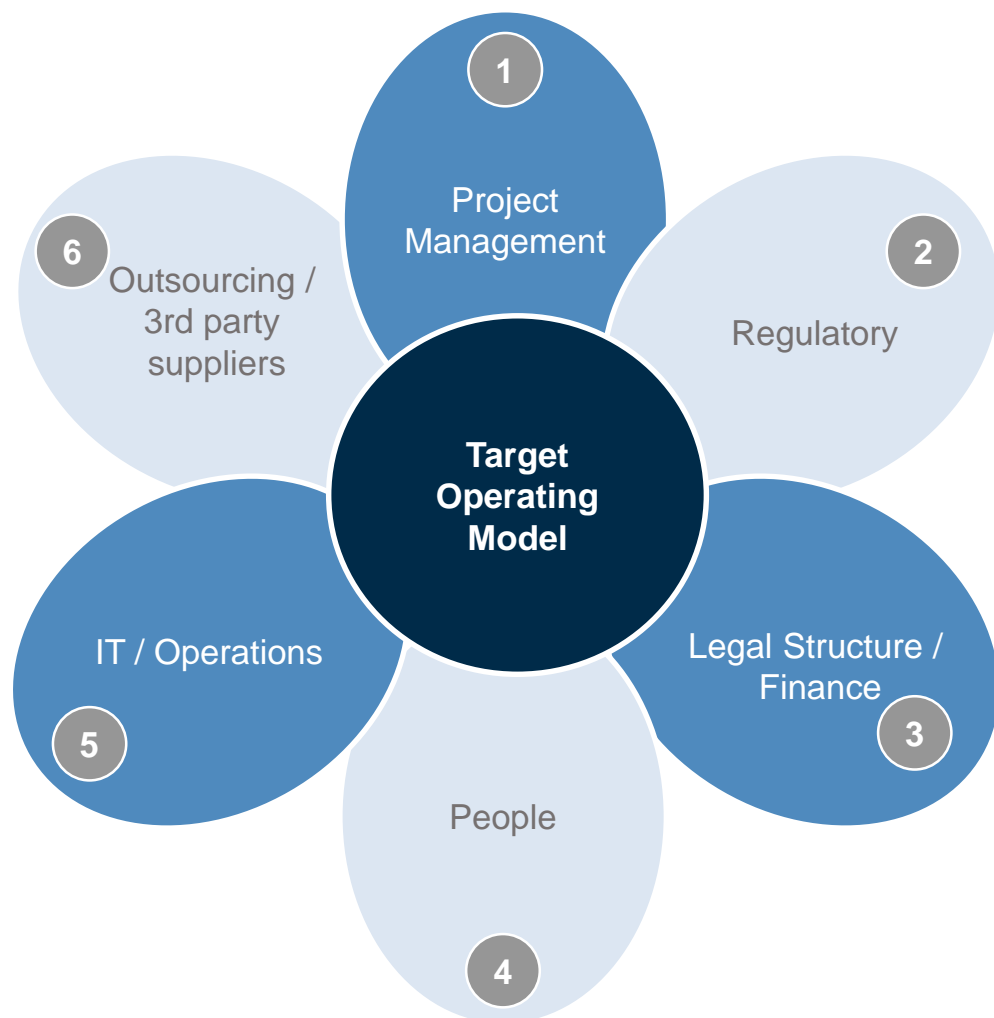 1
Project
Management
2
Regulatory
3
Legal Structure /
Finance
4
People
5
IT / Operations
6
Outsourcing /
3rd party
suppliers
Target
Operating
Model